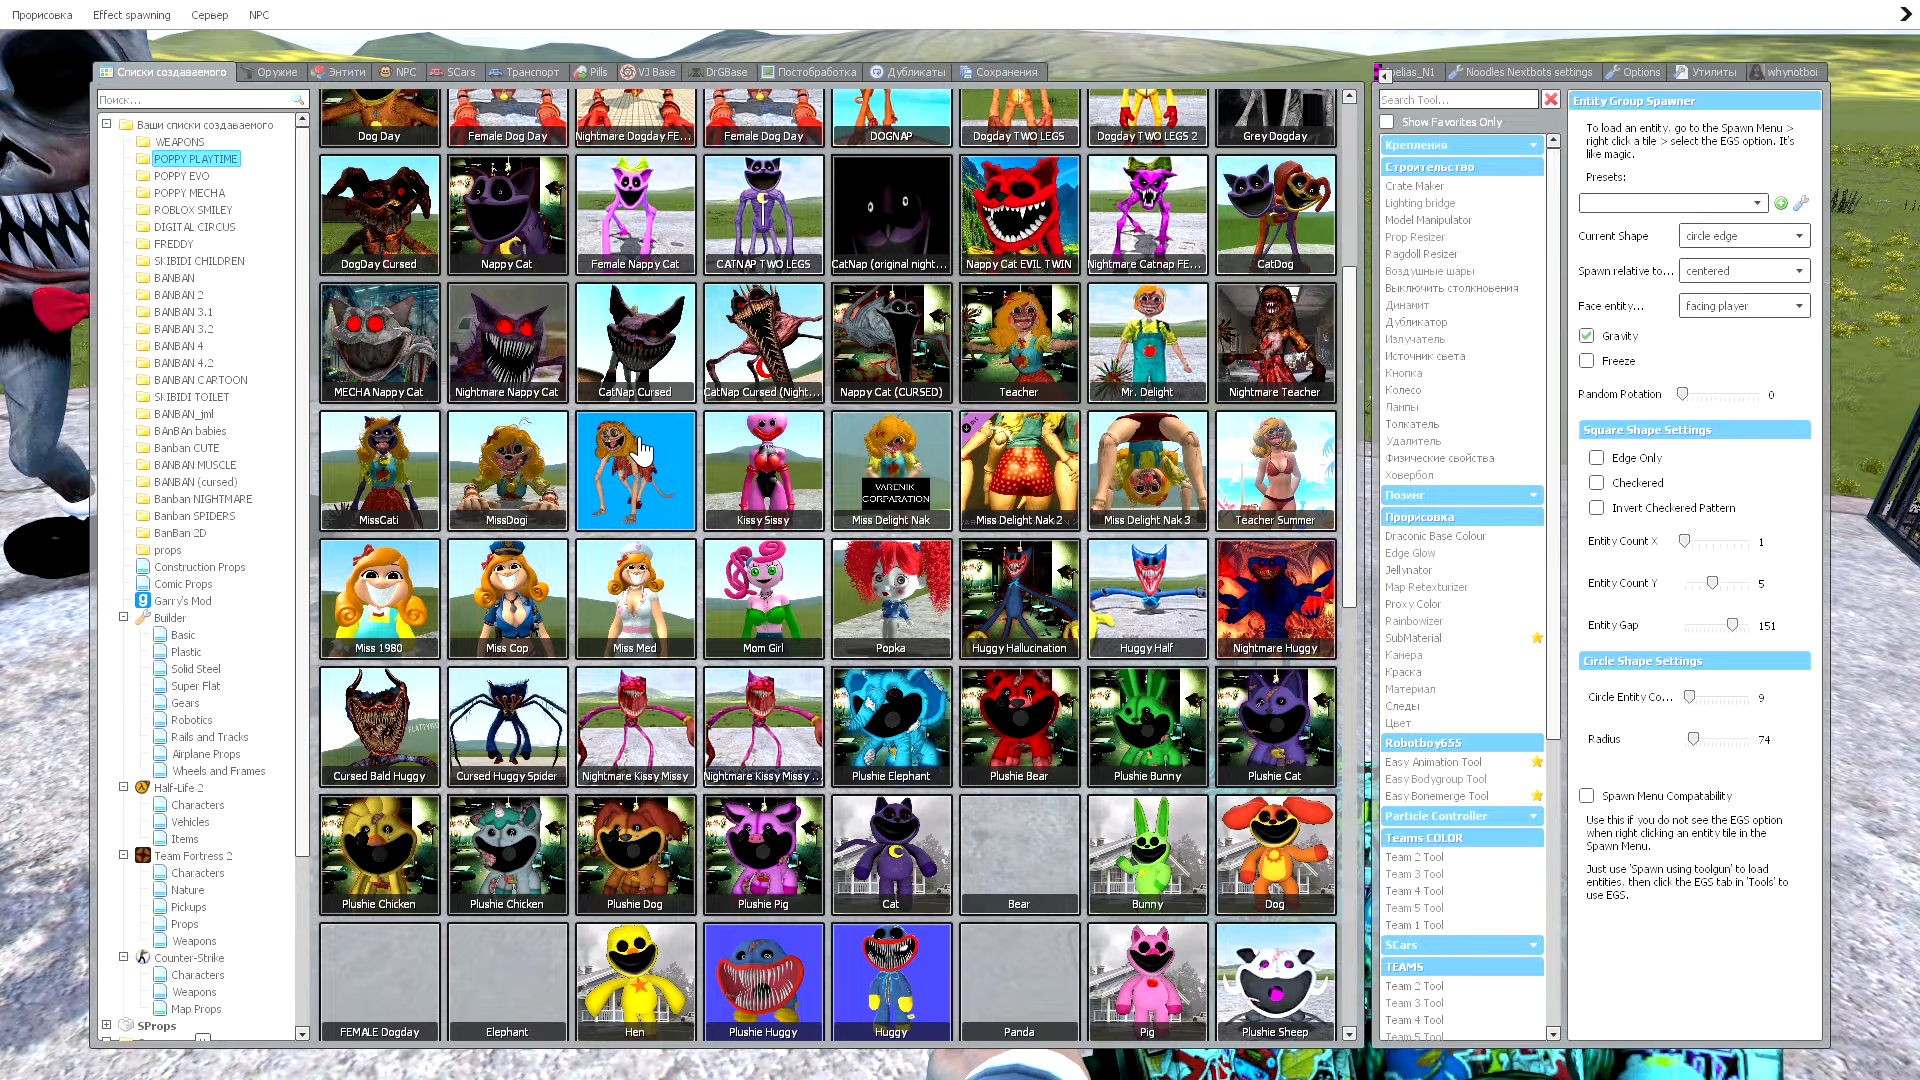 Прорисовка Effect spawning Сервер NPC
Списки создаваемого Оружие Энтити NPC SCars Транспорт Pills VJ Base DrGBase Постобработка Дубликаты Сохранения
Noodles Nextbots settings Options Утилиты whynotboi
Поиск...
Ваши списки создаваемого
WEAPONS
POPPY PLAYTIME
POPPY EVO
POPPY MECHA
ROBLOX SMILEY
DIGITAL CIRCUS
FREDDY
SKIBIDI CHILDREN
BANBAN
BANBAN 2
BANBAN 3.1
BANBAN 3.2
BANBAN 4
BANBAN 4.2
BANBAN CARTOON
SKIBIDI TOILET
BANBAN_jml
BAnBAn babies
Banban CUTE
BANBAN MUSCLE
BANBAN (cursed)
Banban NIGHTMARE
Banban SPIDERS
BanBan 2D
props
Construction Props
Comic Props
Garry's Mod
Builder
Basic
Plastic
Solid Steel
Super Flat
Gears
Robotics
Rails and Tracks
Airplane Props
Wheels and Frames
Half-Life 2
Characters
Vehicles
Items
Team Fortress 2
Characters
Nature
Pickups
Props
Weapons
Counter-Strike
Characters
Weapons
Map Props
SProps
Dog Day Female Dog Day Nightmare Dogday FE... Female Dog Day DOGNAP Dogday TWO LEGS Dogday TWO LEGS 2 Grey Dogday
DogDay Cursed Nappy Cat Female Nappy Cat CATNAP TWO LEGS CatNap (original night... Nappy Cat EVIL TWIN Nightmare Catnap FE... CatDog
MECHA Nappy Cat Nightmare Nappy Cat CatNap Cursed CatNap Cursed (Night... Nappy Cat (CURSED) Teacher Mr. Delight Nightmare Teacher
VARENIK
CORPARATION
MissCati MissDogi Kissy Sissy Miss Delight Nak Miss Delight Nak 2 Miss Delight Nak 3 Teacher Summer
Miss 1980 Miss Cop Miss Med Mom Girl Popka Huggy Hallucination Huggy Half Nightmare Huggy
Cursed Bald Huggy Cursed Huggy Spider Nightmare Kissy Missy Nightmare Kissy Missy ... Plushie Elephant Plushie Bear Plushie Bunny Plushie Cat
Plushie Chicken Plushie Chicken Plushie Dog Plushie Pig Cat Bear Bunny Dog
FEMALE Dogday Elephant Hen Plushie Huggy Huggy Panda Pig Plushie Sheep
Search Tool...
Show Favorites Only
Крепления
Строительство
Crate Maker
Lighting bridge
Model Manipulator
Prop Resizer
Ragdoll Resizer
Воздушные шары
Выключить столкновения
Динамит
Дубликатор
Излучатель
Источник света
Кнопка
Колесо
Лампы
Толкатель
Удалитель
Физические свойства
Ховербол
Позинг
Прорисовка
Draconic Base Colour
Edge Glow
Jellynator
Map Retexturizer
Proxy Color
Rainbowizer
SubMaterial
Камера
Краска
Материал
Следы
Цвет
Robotboy655
Easy Animation Tool
Easy Bodygroup Tool
Easy Bonemerge Tool
Particle Controller
Teams COLOR
Team 2 Tool
Team 3 Tool
Team 4 Tool
Team 5 Tool
Team 1 Tool
SCars
TEAMS
Team 2 Tool
Team 3 Tool
Team 4 Tool
Team 5 Tool
Entity Group Spawner
To load an entity, go to the Spawn Menu >
right click a tile > select the EGS option. It's
like magic.
Presets:
Current Shape circle edge
Spawn relative to... centered
Face entity... facing player
Gravity
Freeze
Random Rotation 0
Square Shape Settings
Edge Only
Checkered
Invert Checkered Pattern
Entity Count X 1
Entity Count Y 5
Entity Gap 151
Circle Shape Settings
Circle Entity Co... 9
Radius 74
Spawn Menu Compatability
Use this if you do not see the EGS option
when right clicking an entity tile in the
Spawn Menu.
Just use 'Spawn using toolgun' to load
entities, then click the EGS tab in 'Tools' to
use EGS.